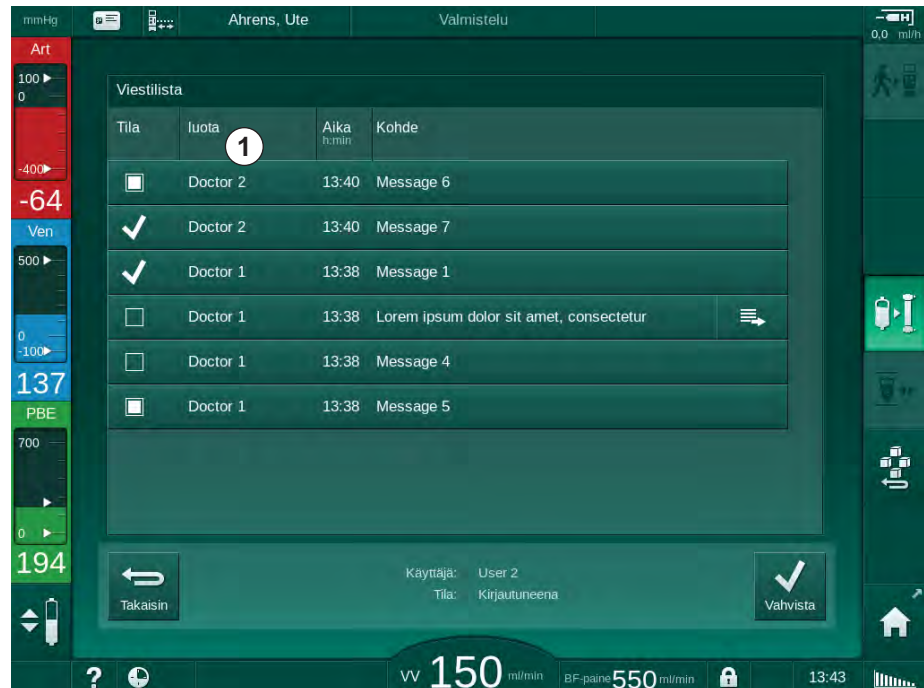 mmHg Ahrens, Ute Valmistelu 0,0 ml/h
Art
100
0
-400
-64
Ven
500
0
-100
137
PBE
700
0
194
Viestilista
Tila luota Aika h:min Kohde
1
Doctor 2 13:40 Message 6
Doctor 2 13:40 Message 7
Doctor 1 13:38 Message 1
Doctor 1 13:38 Lorem ipsum dolor sit amet, consectetur
Doctor 1 13:38 Message 4
Doctor 1 13:38 Message 5
Takaisin
Käyttäjä: User 2
Tila: Kirjautuneena
Vahvista
? VV 150 ml/min BF-paine 550 ml/min 13:43